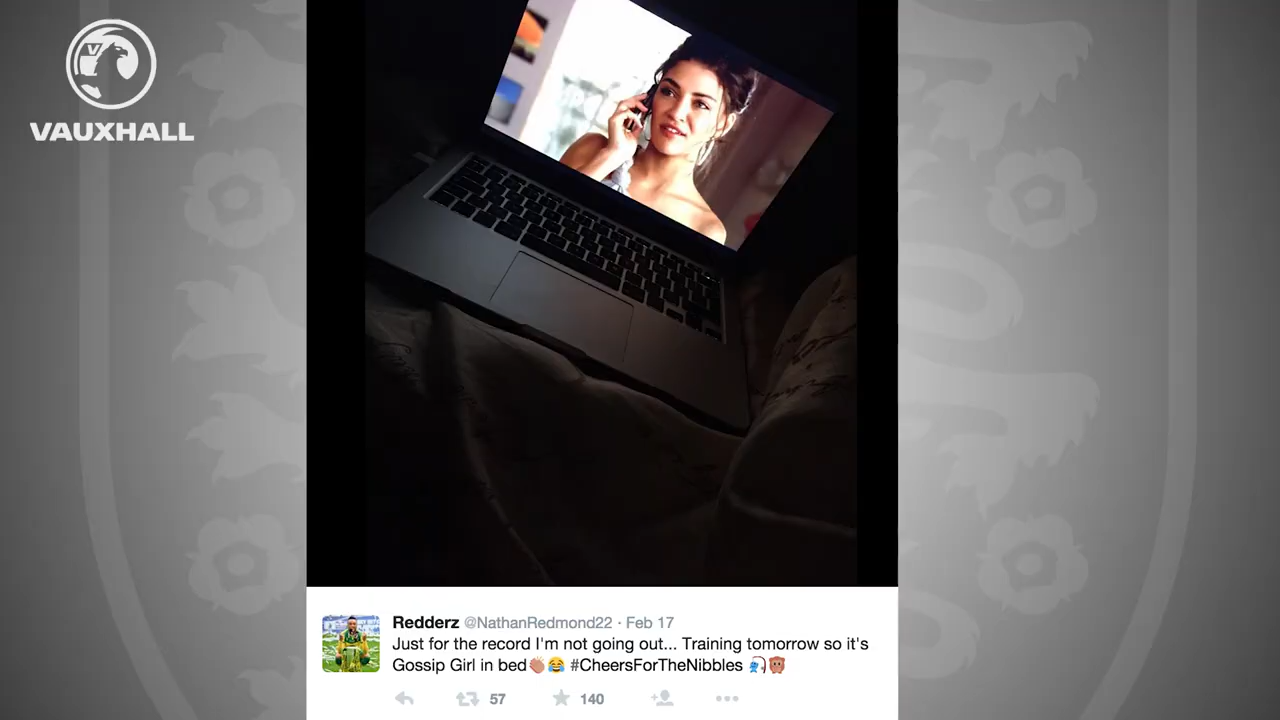 VAUXHALL
Redderz @NathanRedmond22 · Feb 17
Just for the record I'm not going out... Training tomorrow so it's
Gossip Girl in bed👏😂 #CheersForTheNibbles 🎣🐷
57 140